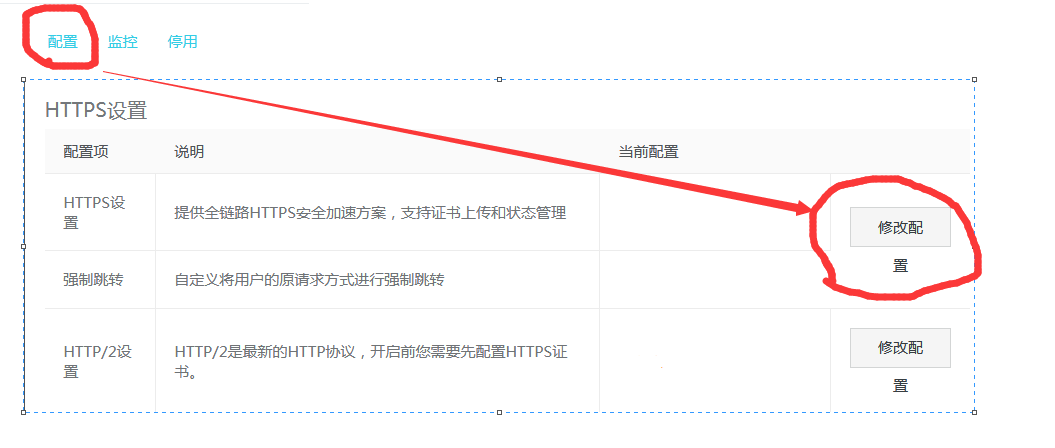 配置 监控 停用
HTTPS设置
配置项 说明 当前配置
HTTPS设
置
提供全链路HTTPS安全加速方案，支持证书上传和状态管理
修改配
置
强制跳转 自定义将用户的原请求方式进行强制跳转
HTTP/2设
置
HTTP/2是最新的HTTP协议，开启前您需要先配置HTTPS证
书。
修改配
置